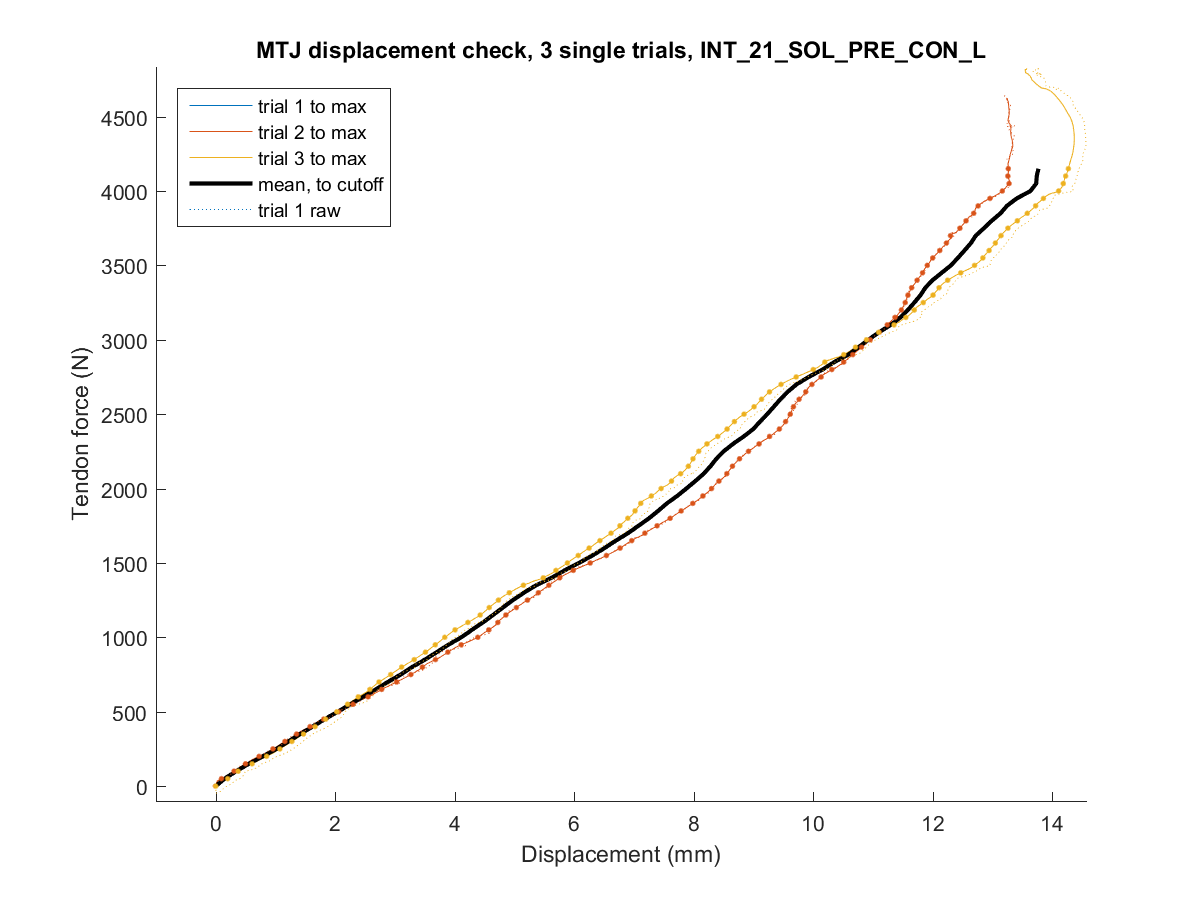 MTJ displacement check, 3 single trials, INT_21_SOL_PRE_CON_L
trial 1 to max
trial 2 to max
trial 3 to max
mean, to cutoff
trial 1 raw
4500
4000
3500
3000
2500
2000
1500
1000
500
0
Tendon force (N)
0 2 4 6 8 10 12 14
Displacement (mm)